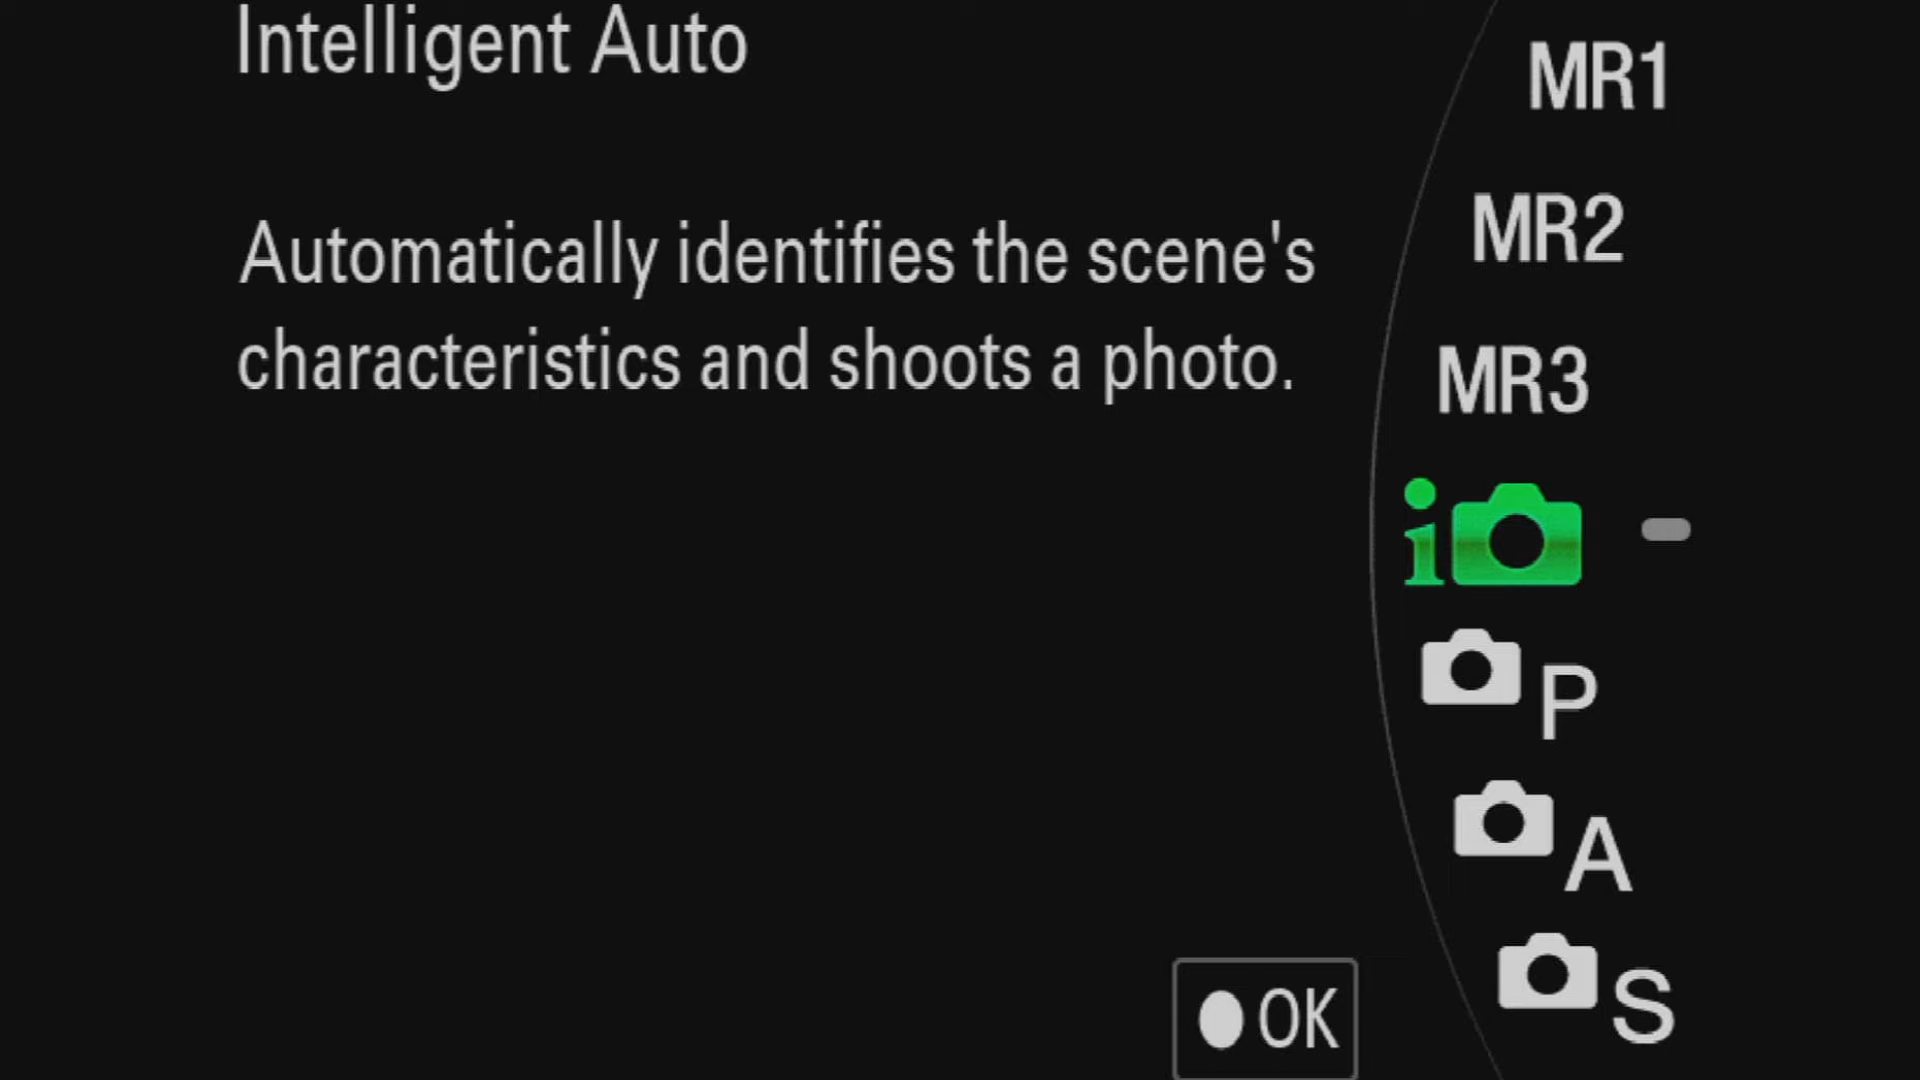 Intelligent Auto
Automatically identifies the scene's
characteristics and shoots a photo.
MR1
MR2
MR3
i
P
A
S
OK